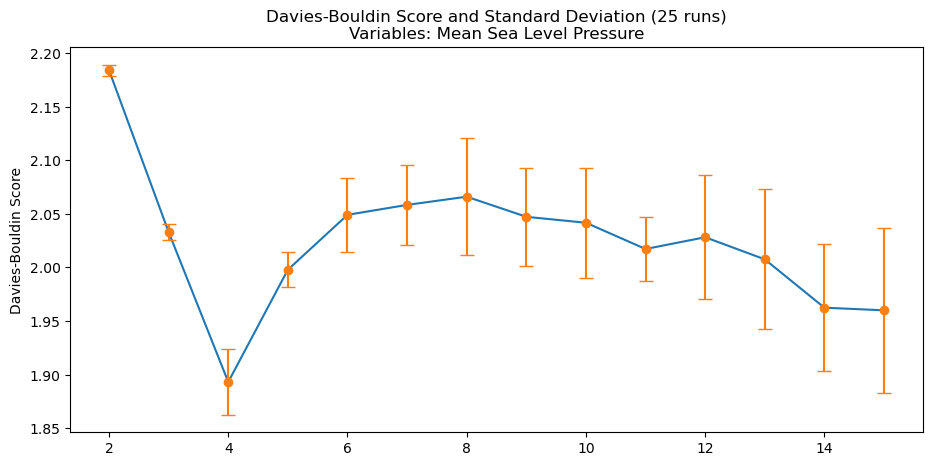 Davies-Bouldin Score and Standard Deviation (25 runs)
Variables: Mean Sea Level Pressure
Davies-Bouldin Score
2.20
2.15
2.10
2.05
2.00
1.95
1.90
1.85
2 4 6 8 10 12 14